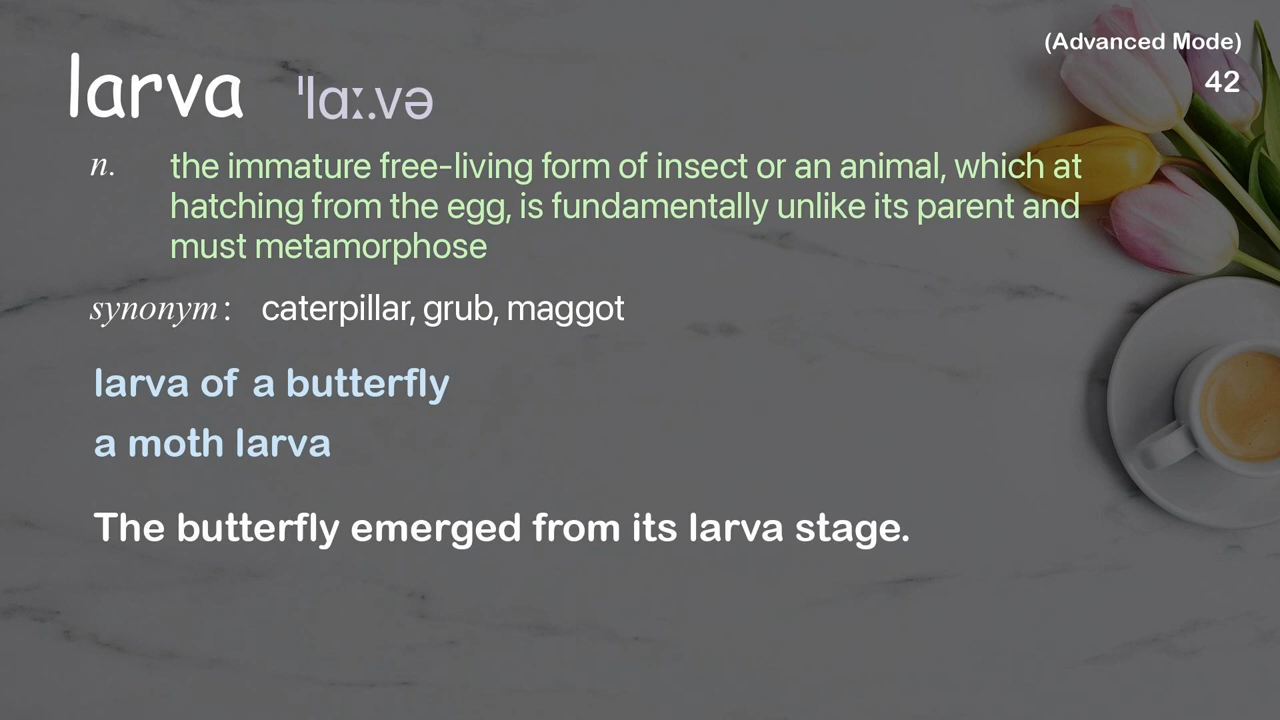 (Advanced Mode)
42
larva ˈlɑː.və
n. the immature free-living form of insect or an animal, which at
hatching from the egg, is fundamentally unlike its parent and
must metamorphose
synonym: caterpillar, grub, maggot
larva of a butterfly
a moth larva
The butterfly emerged from its larva stage.